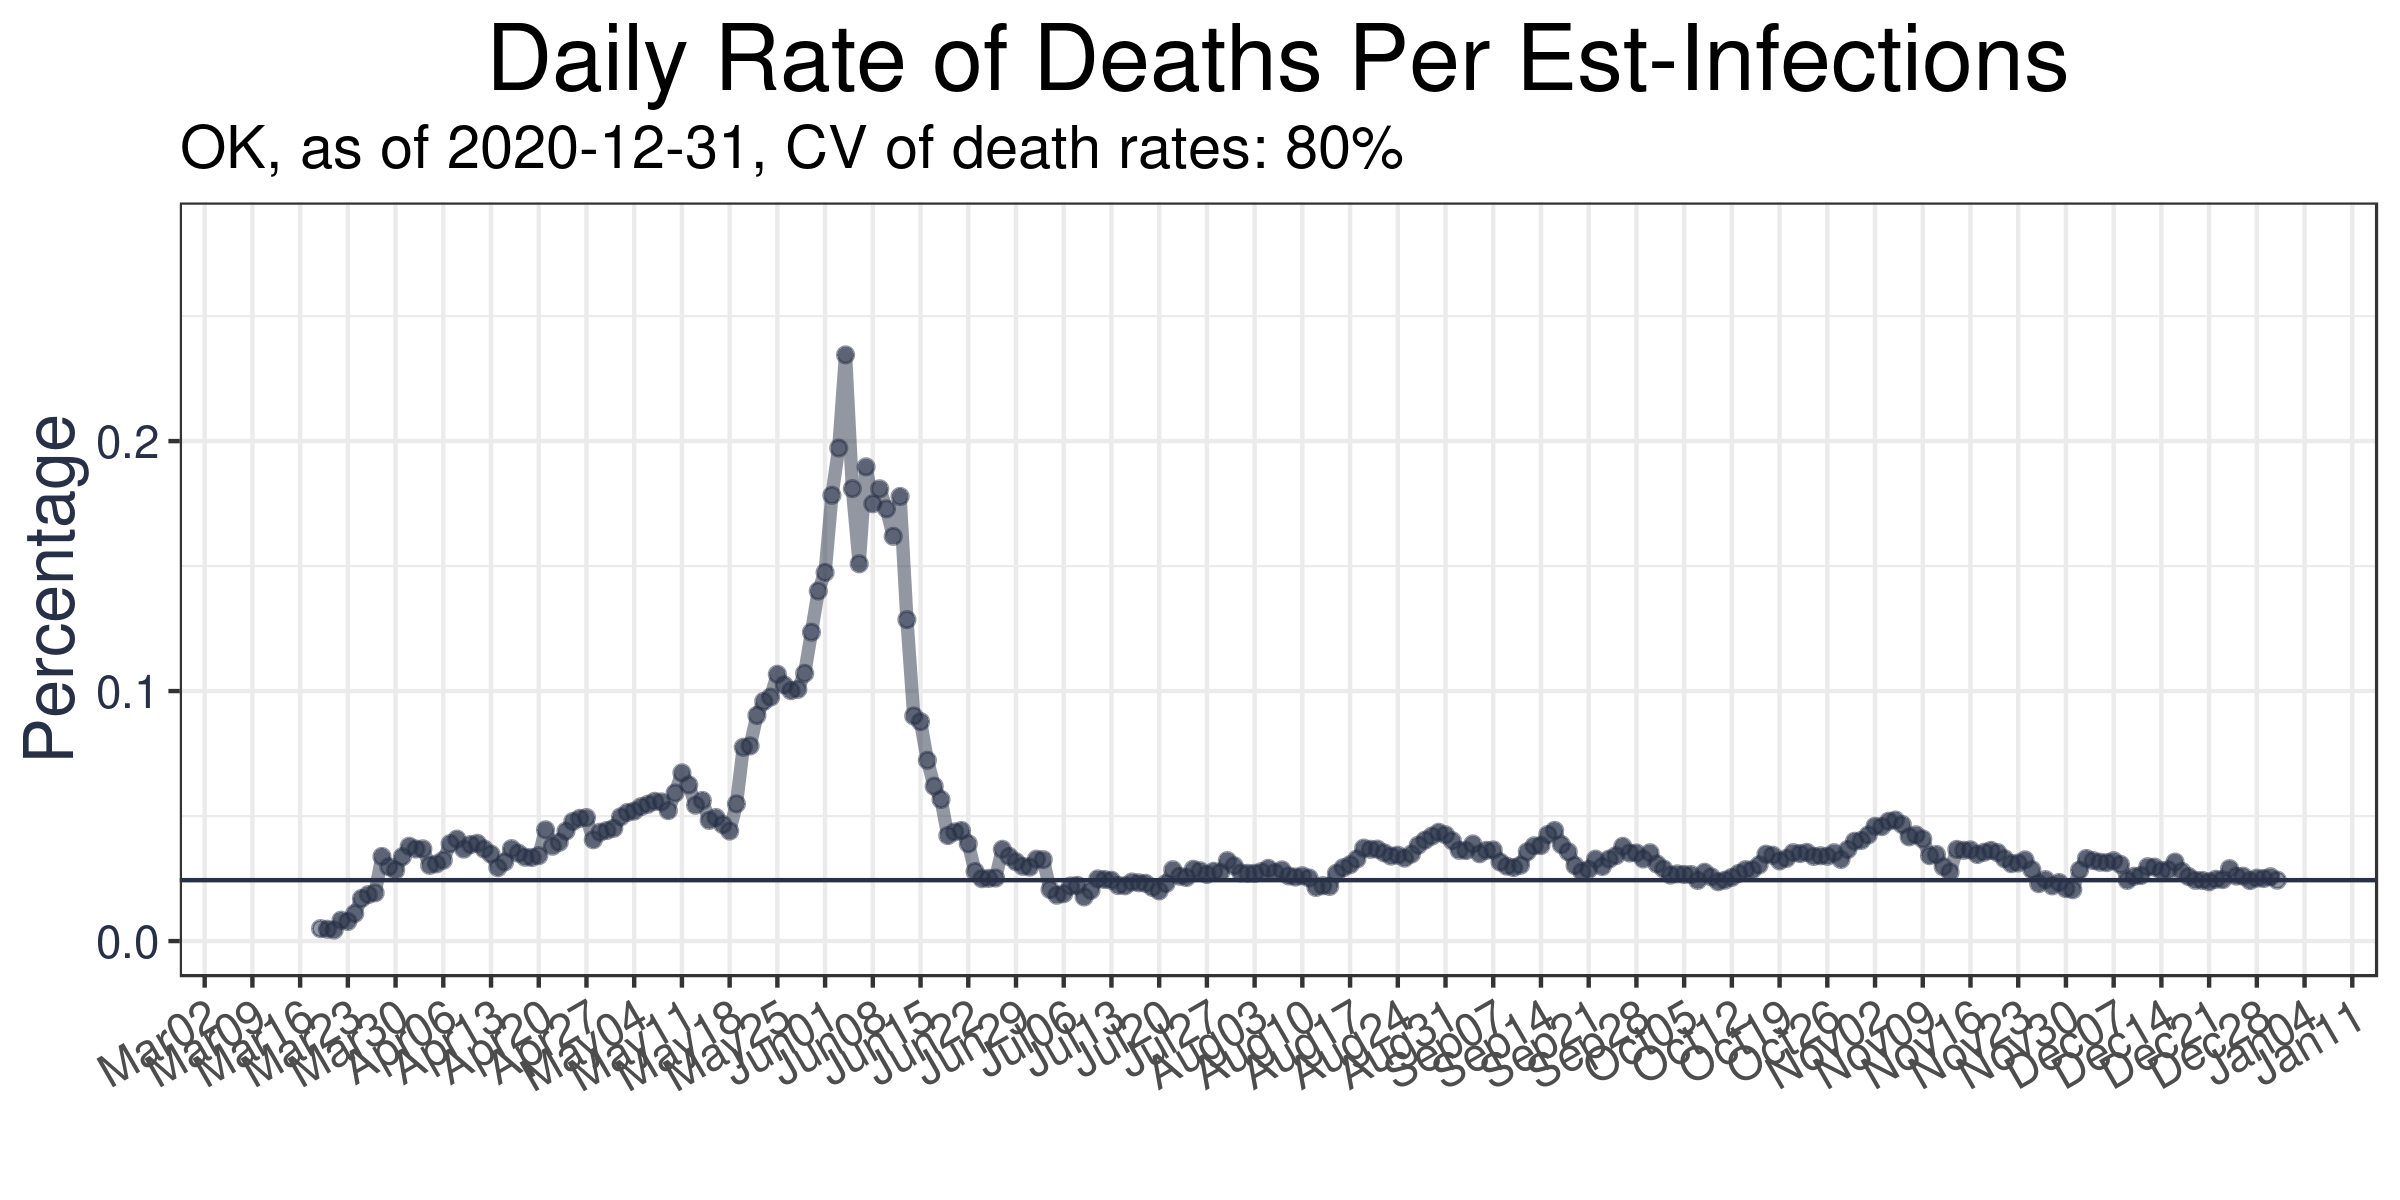 Daily Rate of Deaths Per Est-Infections
OK, as of 2020-12-31, CV of death rates: 80%
Percentage
0.2
0.1
0.0
Mar02
Mar09
Mar16
Mar23
Mar30
Apr06
Apr13
Apr20
Apr27
May04
May11
May18
May25
Jun01
Jun08
Jun15
Jun22
Jun29
Jul06
Jul13
Jul20
Jul27
Aug03
Aug10
Aug17
Aug24
Aug31
Sep07
Sep14
Sep21
Sep28
Oct05
Oct12
Oct19
Oct26
Nov02
Nov09
Nov16
Nov23
Nov30
Dec07
Dec14
Dec21
Dec28
Jan04
Jan11